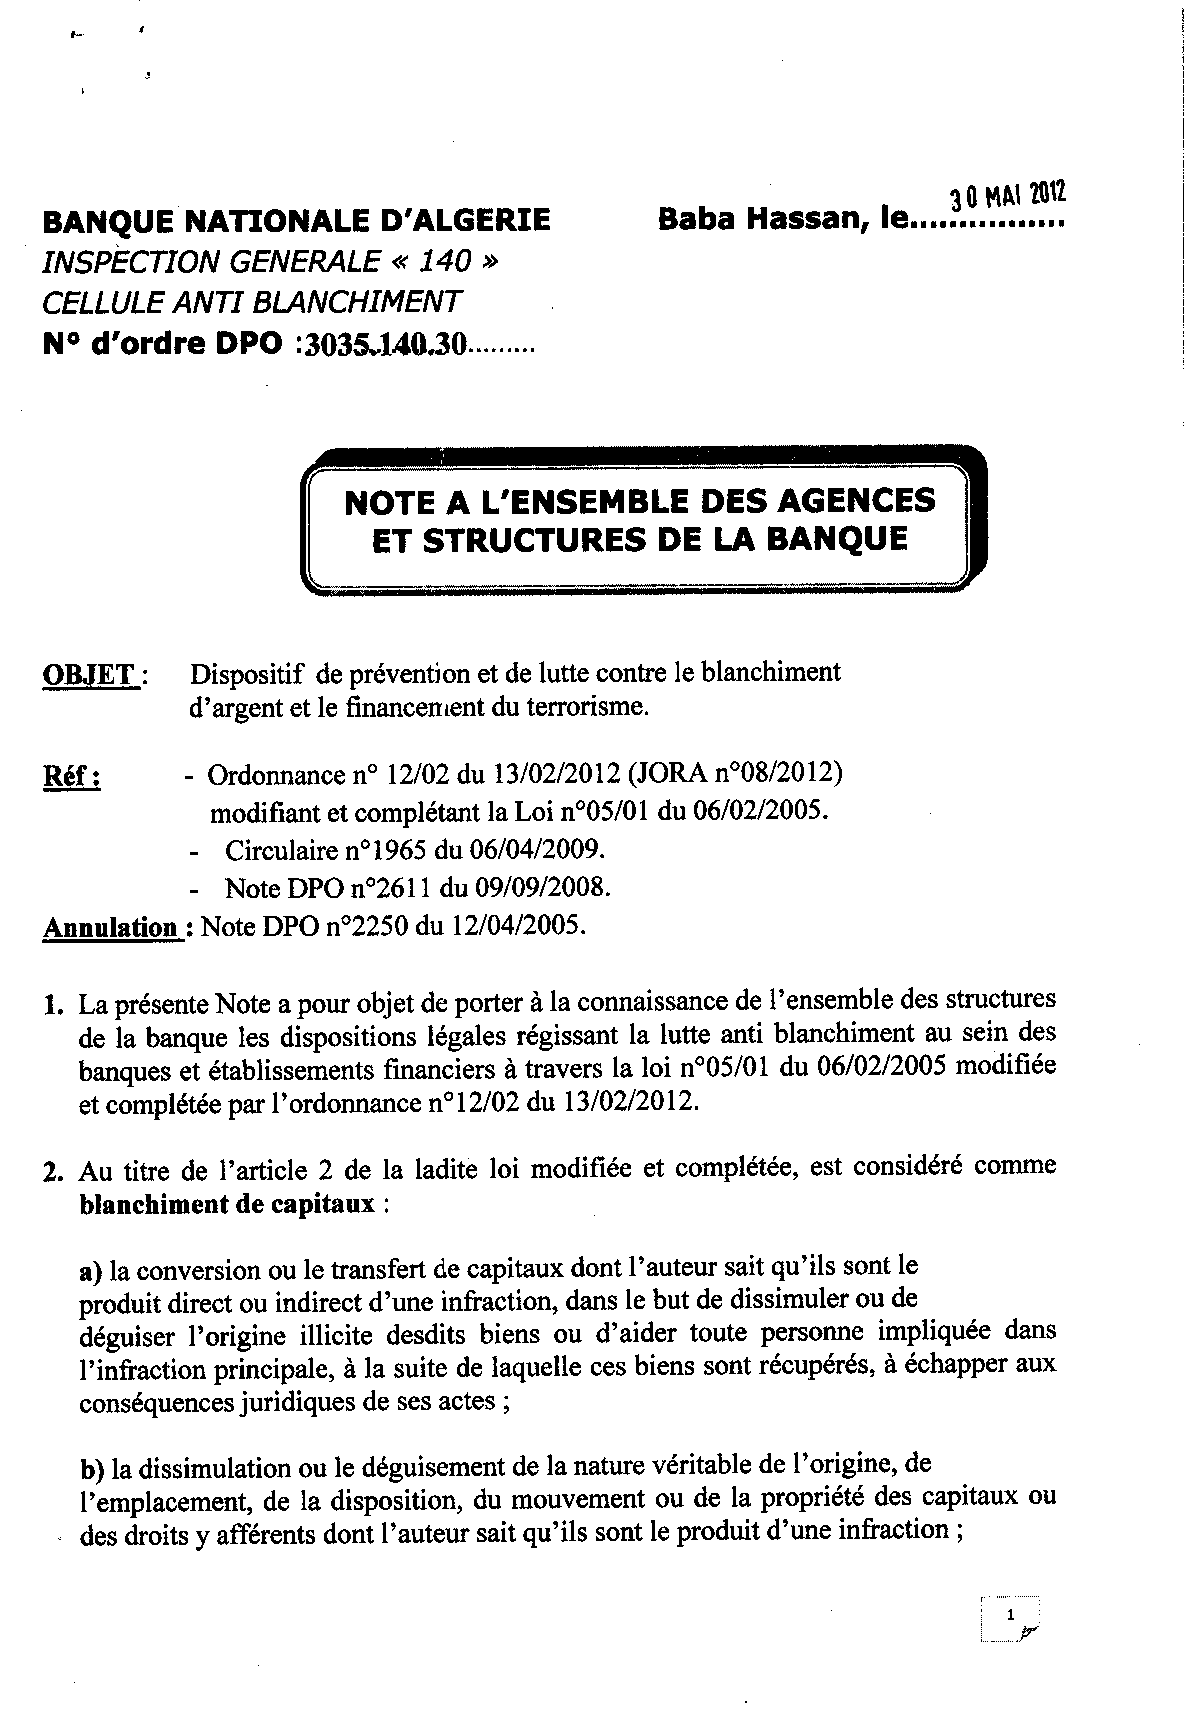 BANQUE NATIONALE D'ALGERIE
Baba Hassan, le................
30 MAI 2012
INSPECTION GENERALE « 140 »
CELLULE ANTI BLANCHIMENT
N° d'ordre DPO :3035.140.30.........
NOTE A L'ENSEMBLE DES AGENCES
ET STRUCTURES DE LA BANQUE
OBJET : Dispositif de prévention et de lutte contre le blanchiment
d'argent et le financement du terrorisme.
Réf : - Ordonnance n° 12/02 du 13/02/2012 (JORA n°08/2012)
modifiant et complétant la Loi n°05/01 du 06/02/2005.
- Circulaire n°1965 du 06/04/2009.
- Note DPO n°2611 du 09/09/2008.
Annulation : Note DPO n°2250 du 12/04/2005.
1. La présente Note a pour objet de porter à la connaissance de l'ensemble des structures
de la banque les dispositions légales régissant la lutte anti blanchiment au sein des
banques et établissements financiers à travers la loi n°05/01 du 06/02/2005 modifiée
et complétée par l'ordonnance n°12/02 du 13/02/2012.
2. Au titre de l'article 2 de la ladite loi modifiée et complétée, est considéré comme
blanchiment de capitaux :
a) la conversion ou le transfert de capitaux dont l'auteur sait qu'ils sont le
produit direct ou indirect d'une infraction, dans le but de dissimuler ou de
déguiser l'origine illicite desdits biens ou d'aider toute personne impliquée dans
l'infraction principale, à la suite de laquelle ces biens sont récupérés, à échapper aux
conséquences juridiques de ses actes ;
b) la dissimulation ou le déguisement de la nature véritable de l'origine, de
l'emplacement, de la disposition, du mouvement ou de la propriété des capitaux ou
des droits y afférents dont l'auteur sait qu'ils sont le produit d'une infraction ;
1